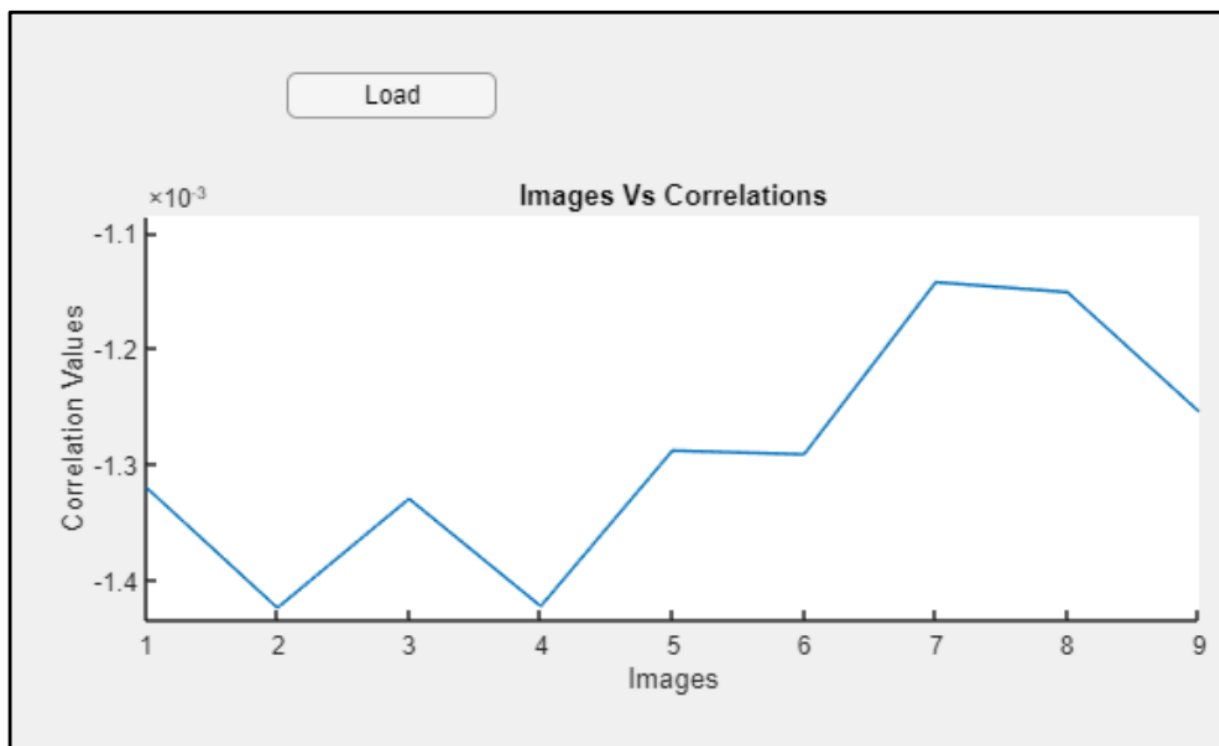 Load
×10⁻³
Images Vs Correlations
-1.1
-1.2
-1.3
-1.4
Correlation Values
1 2 3 4 5 6 7 8 9
Images